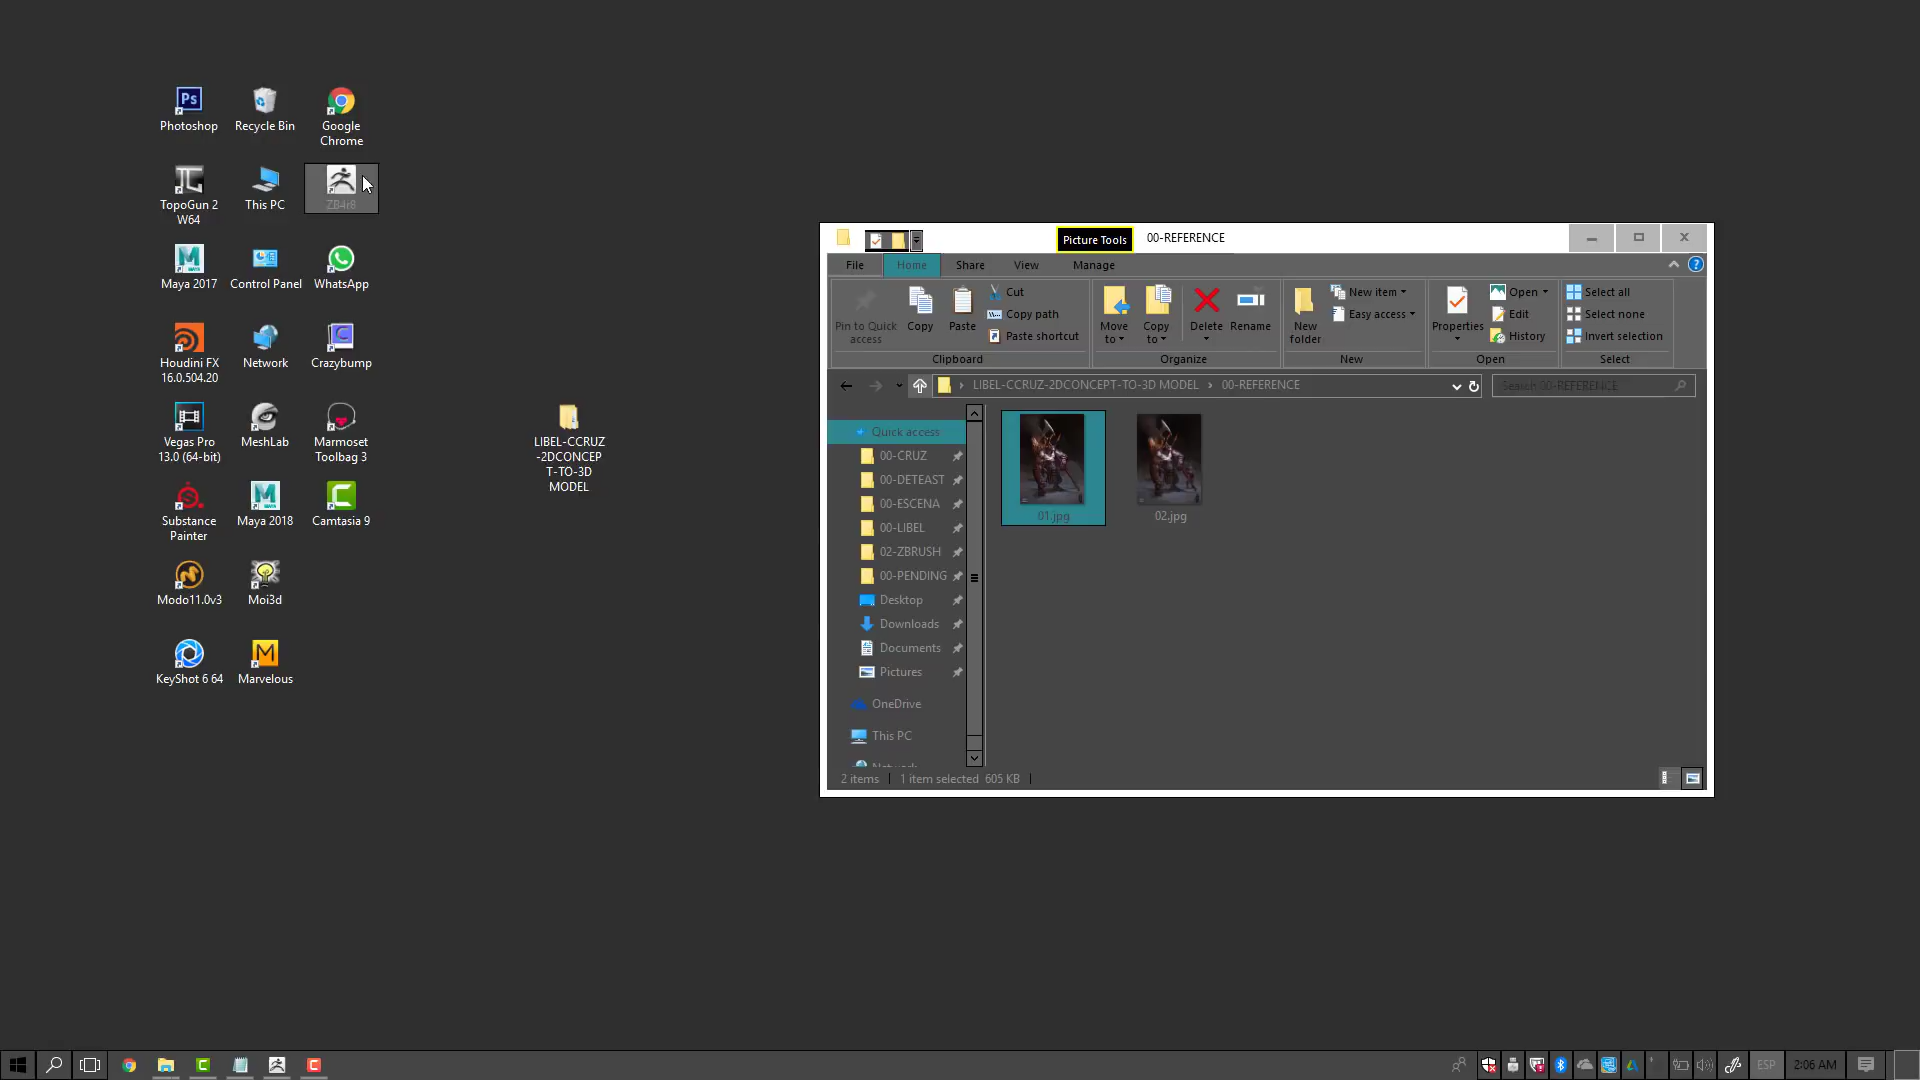 Photoshop
Recycle Bin
Google
Chrome
TopoGun 2
W64
This PC
ZB4r8
Maya 2017
Control Panel
WhatsApp
Houdini FX
16.0.504.20
Network
Crazybump
Vegas Pro
13.0 (64-bit)
MeshLab
Marmoset
Toolbag 3
Substance
Painter
Maya 2018
Camtasia 9
Modo11.0v3
Moi3d
KeyShot 6 64
Marvelous
LIBEL-CCRUZ
-2DCONCEP
T-TO-3D
MODEL
Picture Tools
00-REFERENCE
File
Home
Share
View
Manage
Pin to Quick
access
Copy
Paste
Cut
Copy path
Paste shortcut
Clipboard
Move
to
Copy
to
Delete
Rename
Organize
New
folder
New item
Easy access
New
Properties
Open
Edit
History
Open
Select all
Select none
Invert selection
Select
LIBEL-CCRUZ-2DCONCEPT-TO-3D MODEL > 00-REFERENCE
Search 00-REFERENCE
Quick access
00-CRUZ
00-DETEAST
00-ESCENA
00-LIBEL
02-ZBRUSH
00-PENDING
Desktop
Downloads
Documents
Pictures
OneDrive
This PC
Network
01.jpg
02.jpg
2 items
1 item selected 605 KB
ESP
2:06 AM